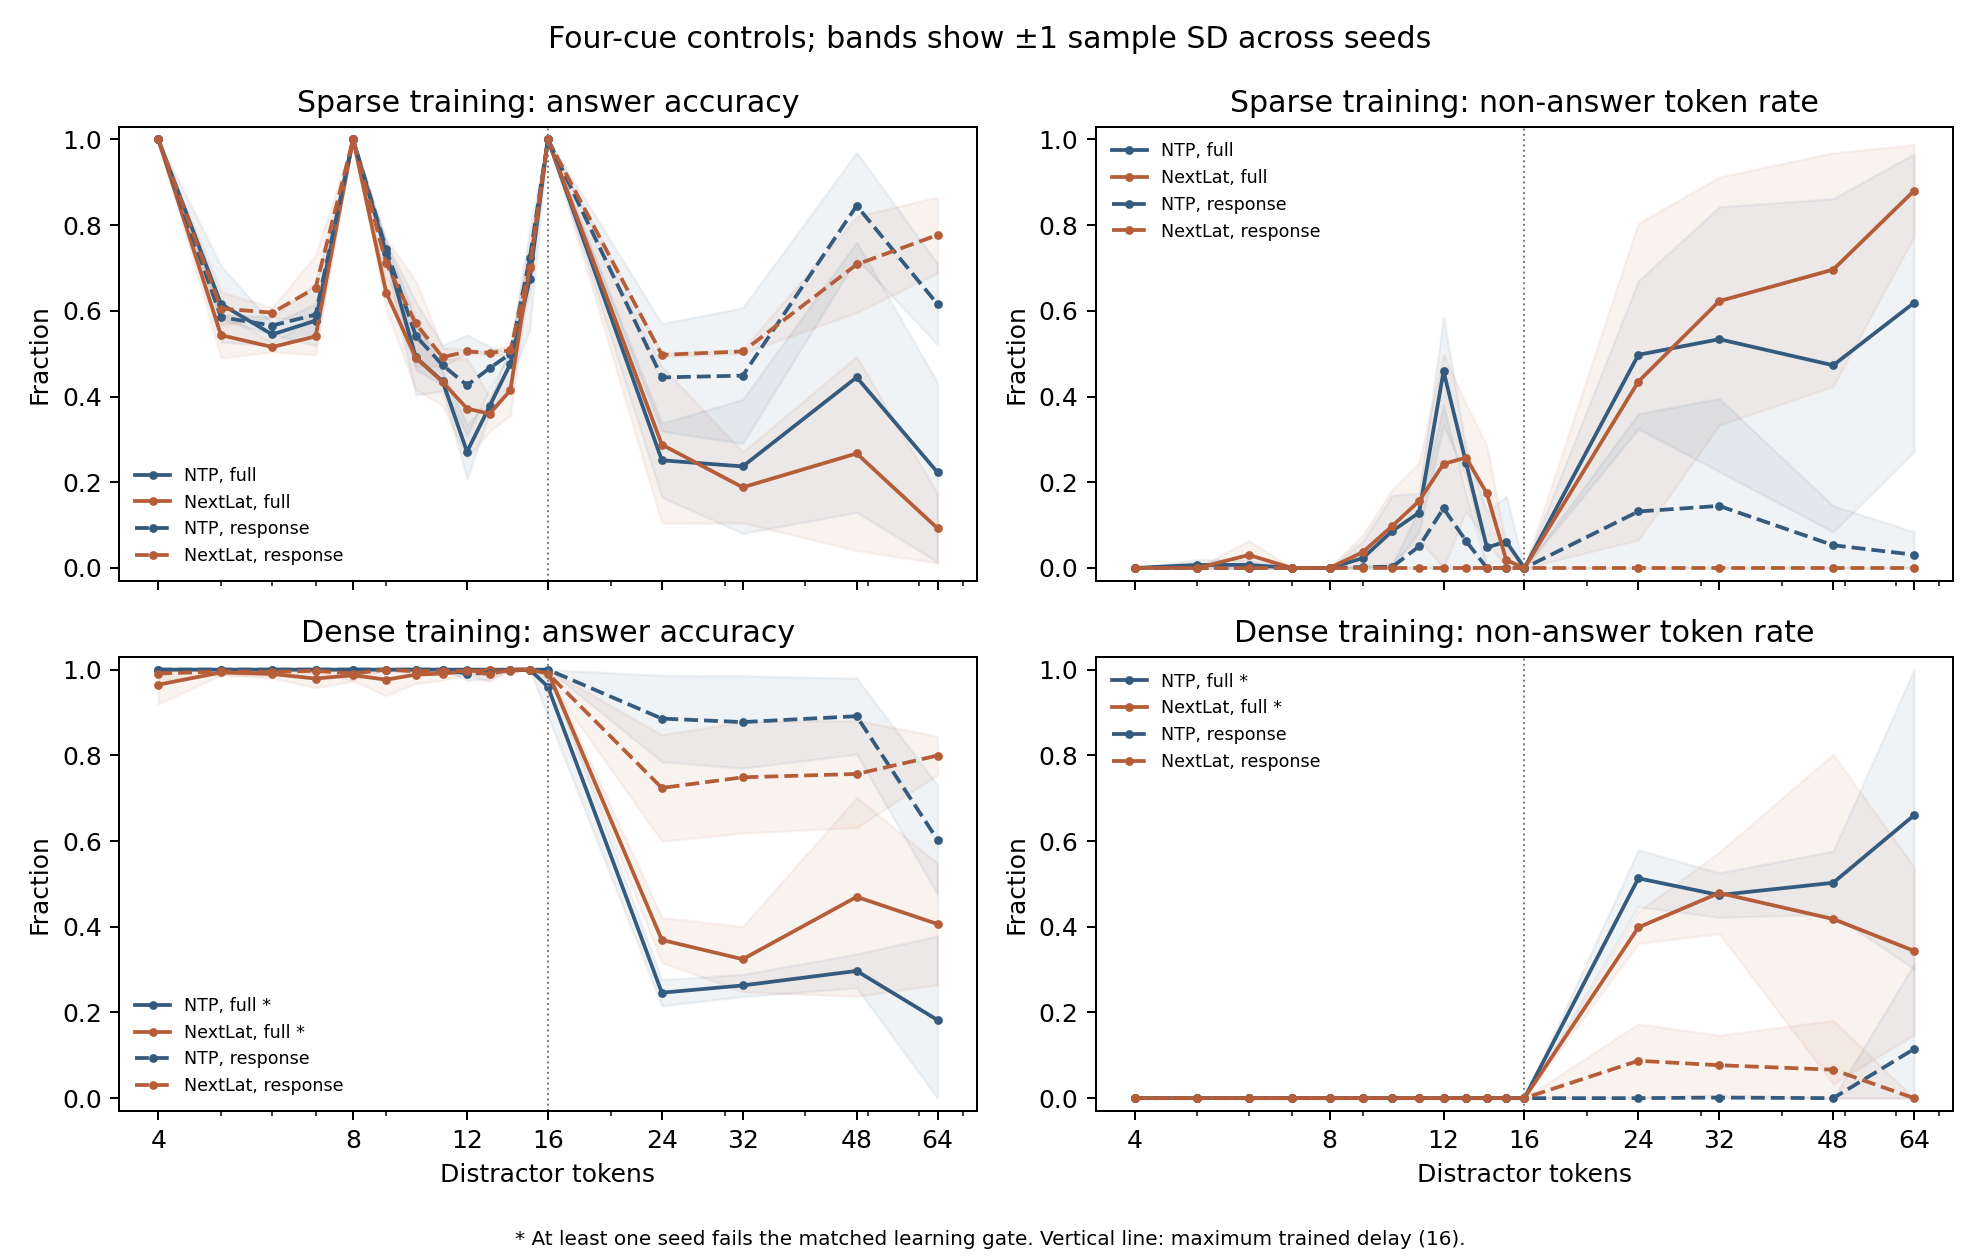 Four-cue controls; bands show ±1 sample SD across seeds
Sparse training: answer accuracy
Fraction
1.0
0.8
0.6
0.4
0.2
0.0
NTP, full
NextLat, full
NTP, response
NextLat, response
Sparse training: non-answer token rate
Fraction
1.0
0.8
0.6
0.4
0.2
0.0
NTP, full
NextLat, full
NTP, response
NextLat, response
Dense training: answer accuracy
Fraction
1.0
0.8
0.6
0.4
0.2
0.0
NTP, full *
NextLat, full *
NTP, response
NextLat, response
4 8 12 16 24 32 48 64
Distractor tokens
Dense training: non-answer token rate
Fraction
1.0
0.8
0.6
0.4
0.2
0.0
NTP, full *
NextLat, full *
NTP, response
NextLat, response
4 8 12 16 24 32 48 64
Distractor tokens
* At least one seed fails the matched learning gate. Vertical line: maximum trained delay (16).